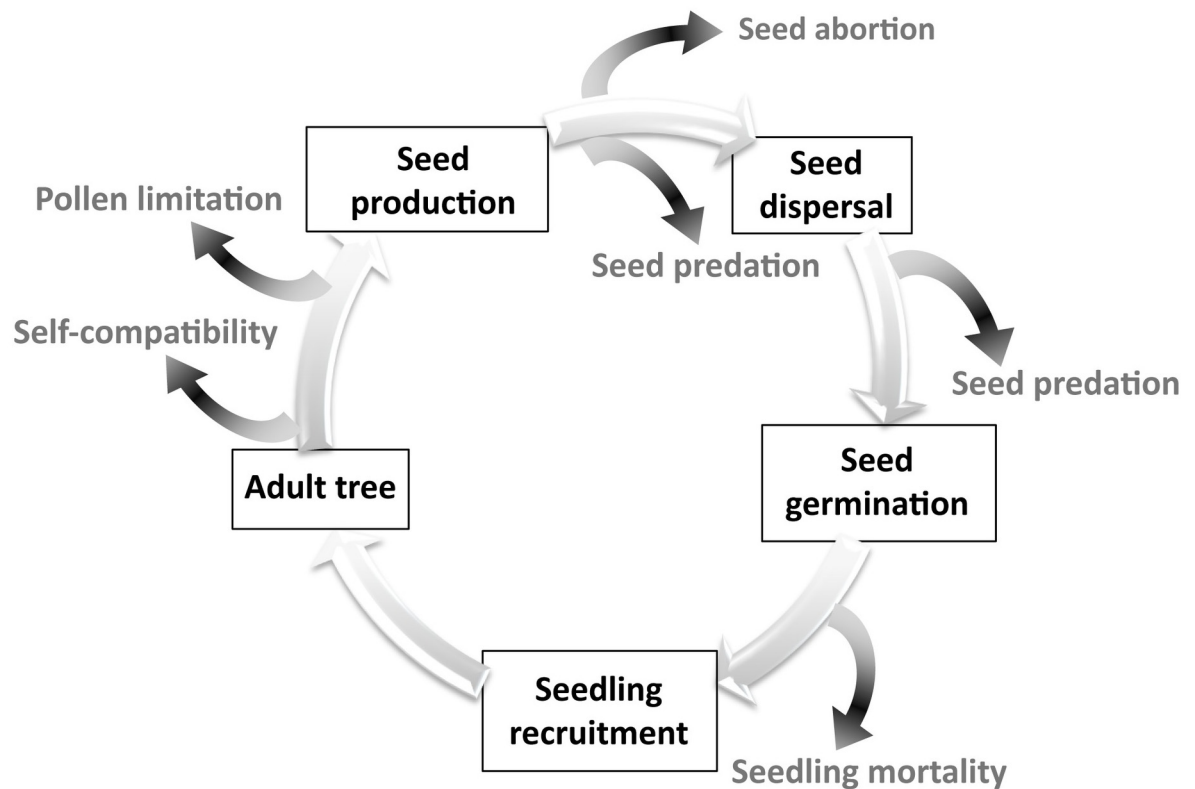 Seed abortion
Seed
production
Seed
dispersal
Pollen limitation
Seed predation
Self-compatibility
Seed predation
Adult tree
Seed
germination
Seedling
recruitment
Seedling mortality